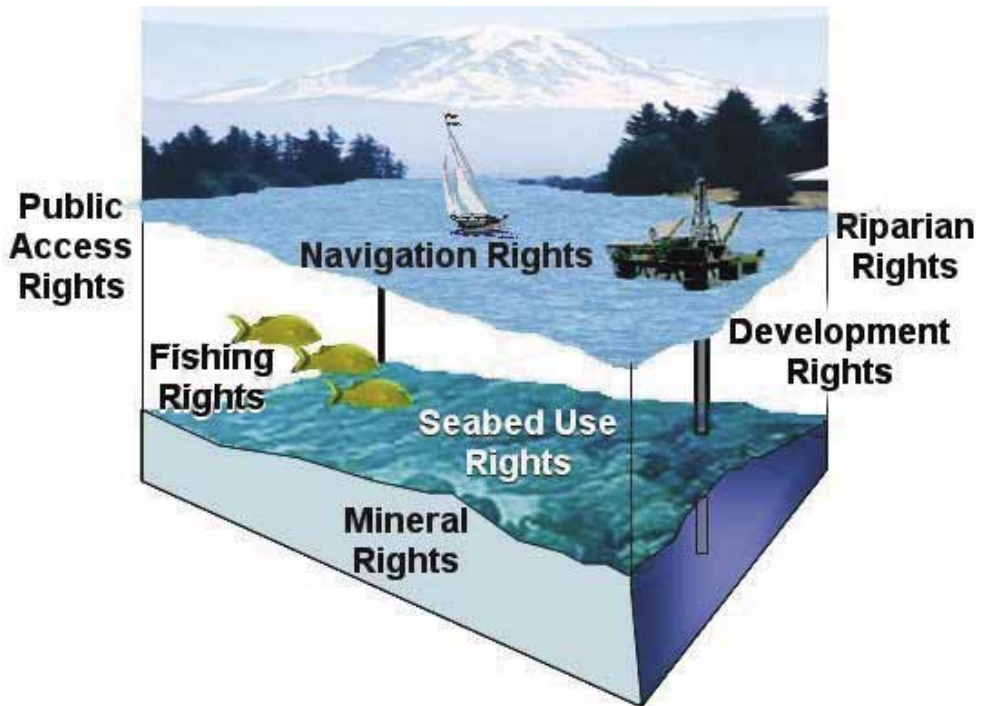 Public
Access
Rights
Navigation Rights
Riparian
Rights
Development
Rights
Fishing
Rights
Seabed Use
Rights
Mineral
Rights